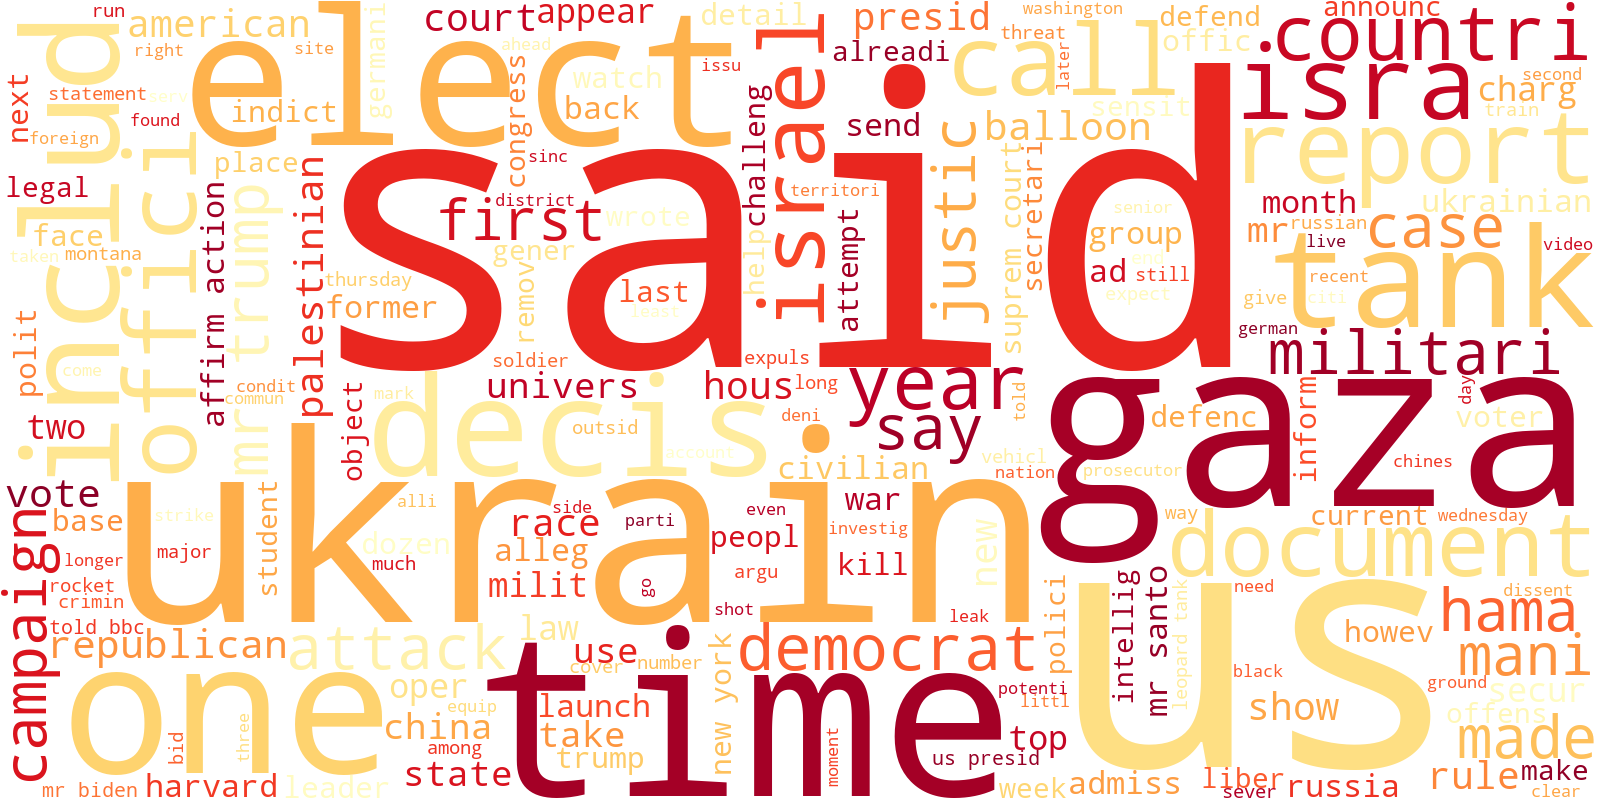 said
ukrain
us
gaza
time
elect
one
tank
includ
offici
decis
report
document
call
isra
israel
countri
year
say
justic
mr trump
campaign
attack
democrat
militari
case
first
palestinian
made
mani
hama
court
appear
american
presid
balloon
civilian
republican
univers
hous
vote
race
milit
alleg
china
state
harvard
launch
take
trump
use
law
new york
oper
leader
dozen
new
peopl
war
kill
top
week
admiss
liber
russia
rule
make
show
howev
secur
offens
mr santo
intellig
polici
defenc
inform
voter
current
month
ukrainian
mr
russian
group
ad
still
secretari
suprem court
send
alreadi
challeng
help
attempt
last
former
gener
remov
wrote
congress
back
watch
detail
indict
germani
place
affirm action
face
legal
next
run
right
site
statement
serv
found
foreign
taken
montana
polit
come
two
condit
commun
object
student
base
strike
longer
major
rocket
crimin
told bbc
bid
three
mr biden
equip
among
cover
number
side
parti
much
alli
mark
outsid
account
deni
thursday
least
soldier
expuls
long
told
territori
district
sinc
ahead
issu
washington
threat
later
defend
offic
announc
sensit
charg
second
train
senior
end
expect
live
video
recent
give
citi
german
day
chines
vehicl
nation
prosecutor
way
wednesday
need
dissent
leopard tank
black
ground
potenti
littl
us presid
moment
leak
shot
argu
go
even
investig
sever
clear